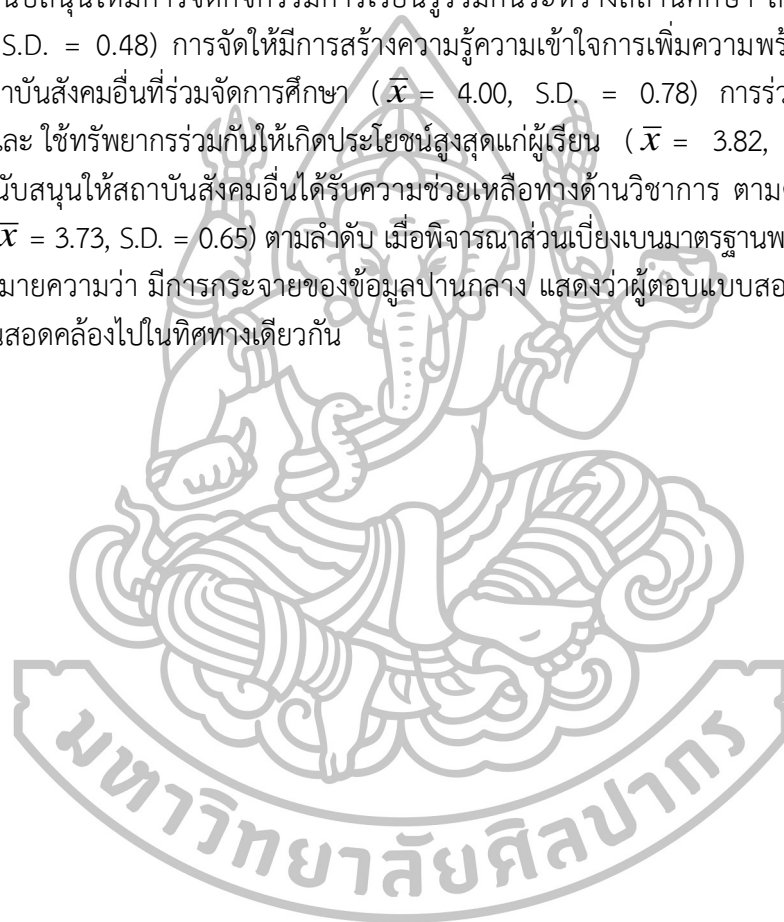 นับสนุนให้มีการจัดกิจกรรมการเรียนรู้ร่วมกันระหว่างสถานศึกษา
S.D. = 0.48) การจัดให้มีการสร้างความรู้ความเข้าใจการเพิ่มความพร้
าบันสังคมอื่นที่ร่วมจัดการศึกษา ( x̄ = 4.00, S.D. = 0.78) การร่ว
และ ใช้ทรัพยากรร่วมกันให้เกิดประโยชน์สูงสุดแก่ผู้เรียน ( x̄ = 3.82,
นับสนุนให้สถาบันสังคมอื่นได้รับความช่วยเหลือทางด้านวิชาการ ตาม
x̄ = 3.73, S.D. = 0.65) ตามลำดับ เมื่อพิจารณาส่วนเบี่ยงเบนมาตรฐานพ
มายความว่า มีการกระจายของข้อมูลปานกลาง แสดงว่าผู้ตอบแบบสอ
นสอดคล้องไปในทิศทางเดียวกัน
มหาวิทยาลัยศิลปากร